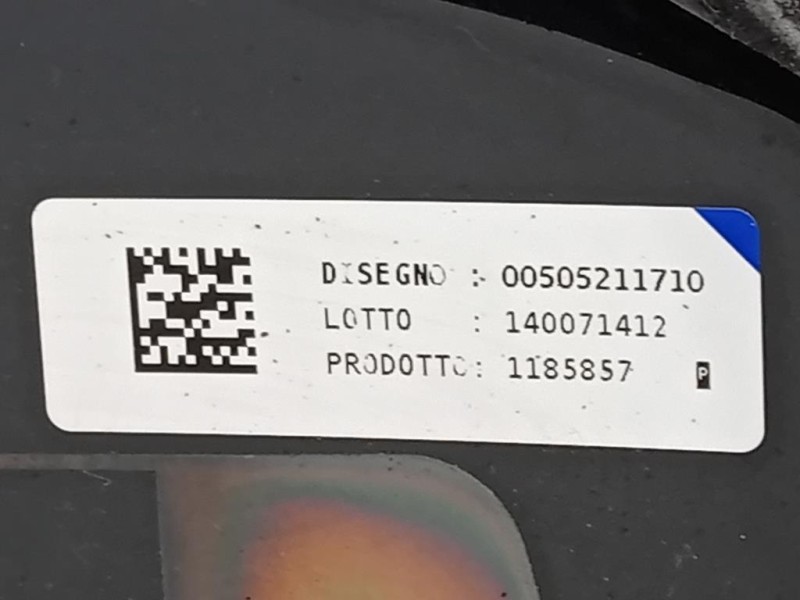 DISEGNO : 00505211710
LOTTO : 140071412
PRODOTTO : 1185857 P